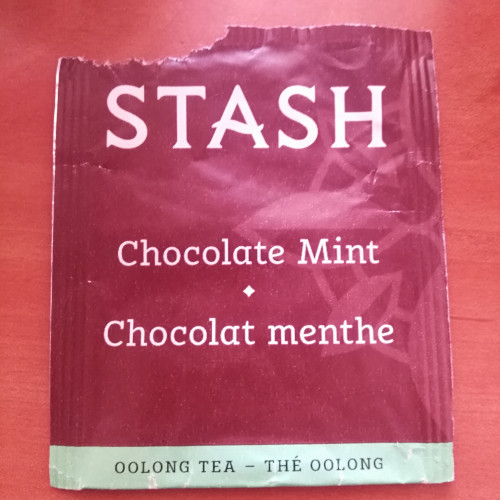 STASH
Chocolate Mint
Chocolat menthe
OOLONG TEA – THÉ OOLONG